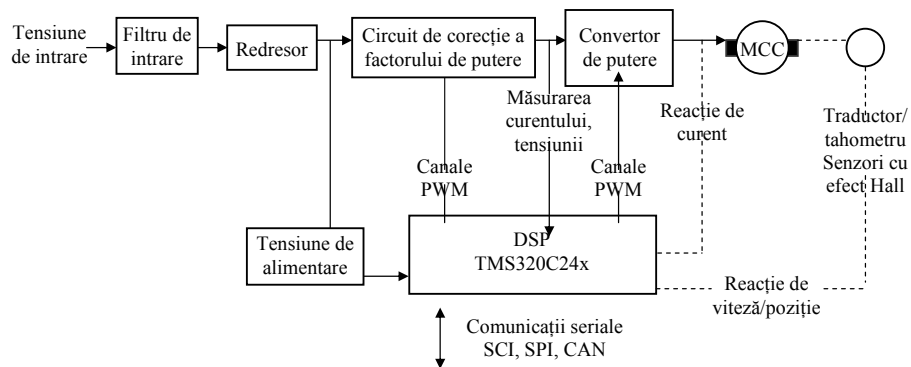 Tensiune
de intrare
Filtru de
intrare
Redresor
Circuit de corecție a
factorului de putere
Convertor
de putere
MCC
Măsurarea
curentului,
tensiunii
Reacție de
curent
Traductor/
tahometru
Senzori cu
efect Hall
Canale
PWM
Canale
PWM
Tensiune de
alimentare
DSP
TMS320C24x
Reacție de
viteză/poziție
Comunicații seriale
SCI, SPI, CAN